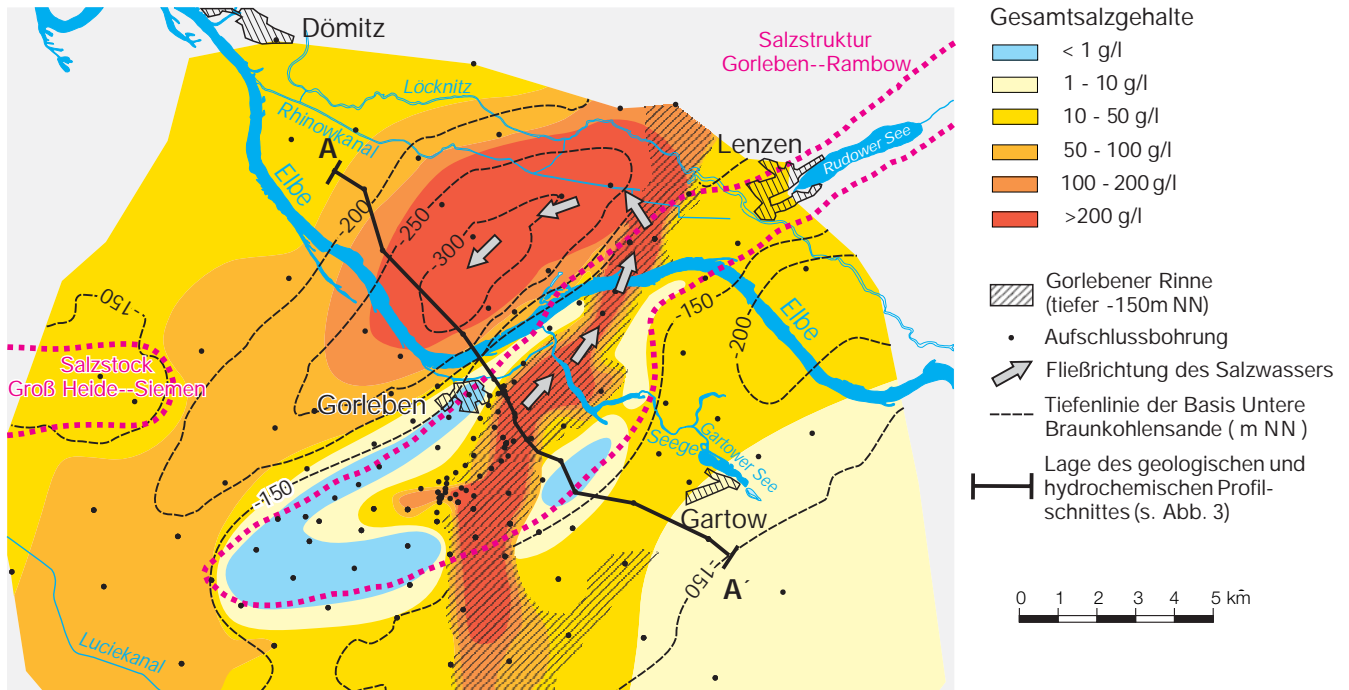 Dömitz
Salzstruktur
Gorleben--Rambow
Löcknitz
Rhinowkanal
Lenzen
Rudower See
A
Elbe
-200
-250
-300
-150
-150
-200
Elbe
Salzstock
Groß Heide--Siemen
Gorleben
Seege
Gartower See
-150
Gartow
A´
-150
Luciekanal
Gesamtsalzgehalte
< 1 g/l
1 - 10 g/l
10 - 50 g/l
50 - 100 g/l
100 - 200 g/l
>200 g/l
Gorlebener Rinne
(tiefer -150m NN)
Aufschlussbohrung
Fließrichtung des Salzwassers
Tiefenlinie der Basis Untere
Braunkohlensande ( m NN )
Lage des geologischen und
hydrochemischen Profil-
schnittes (s. Abb. 3)
0 1 2 3 4 5 km